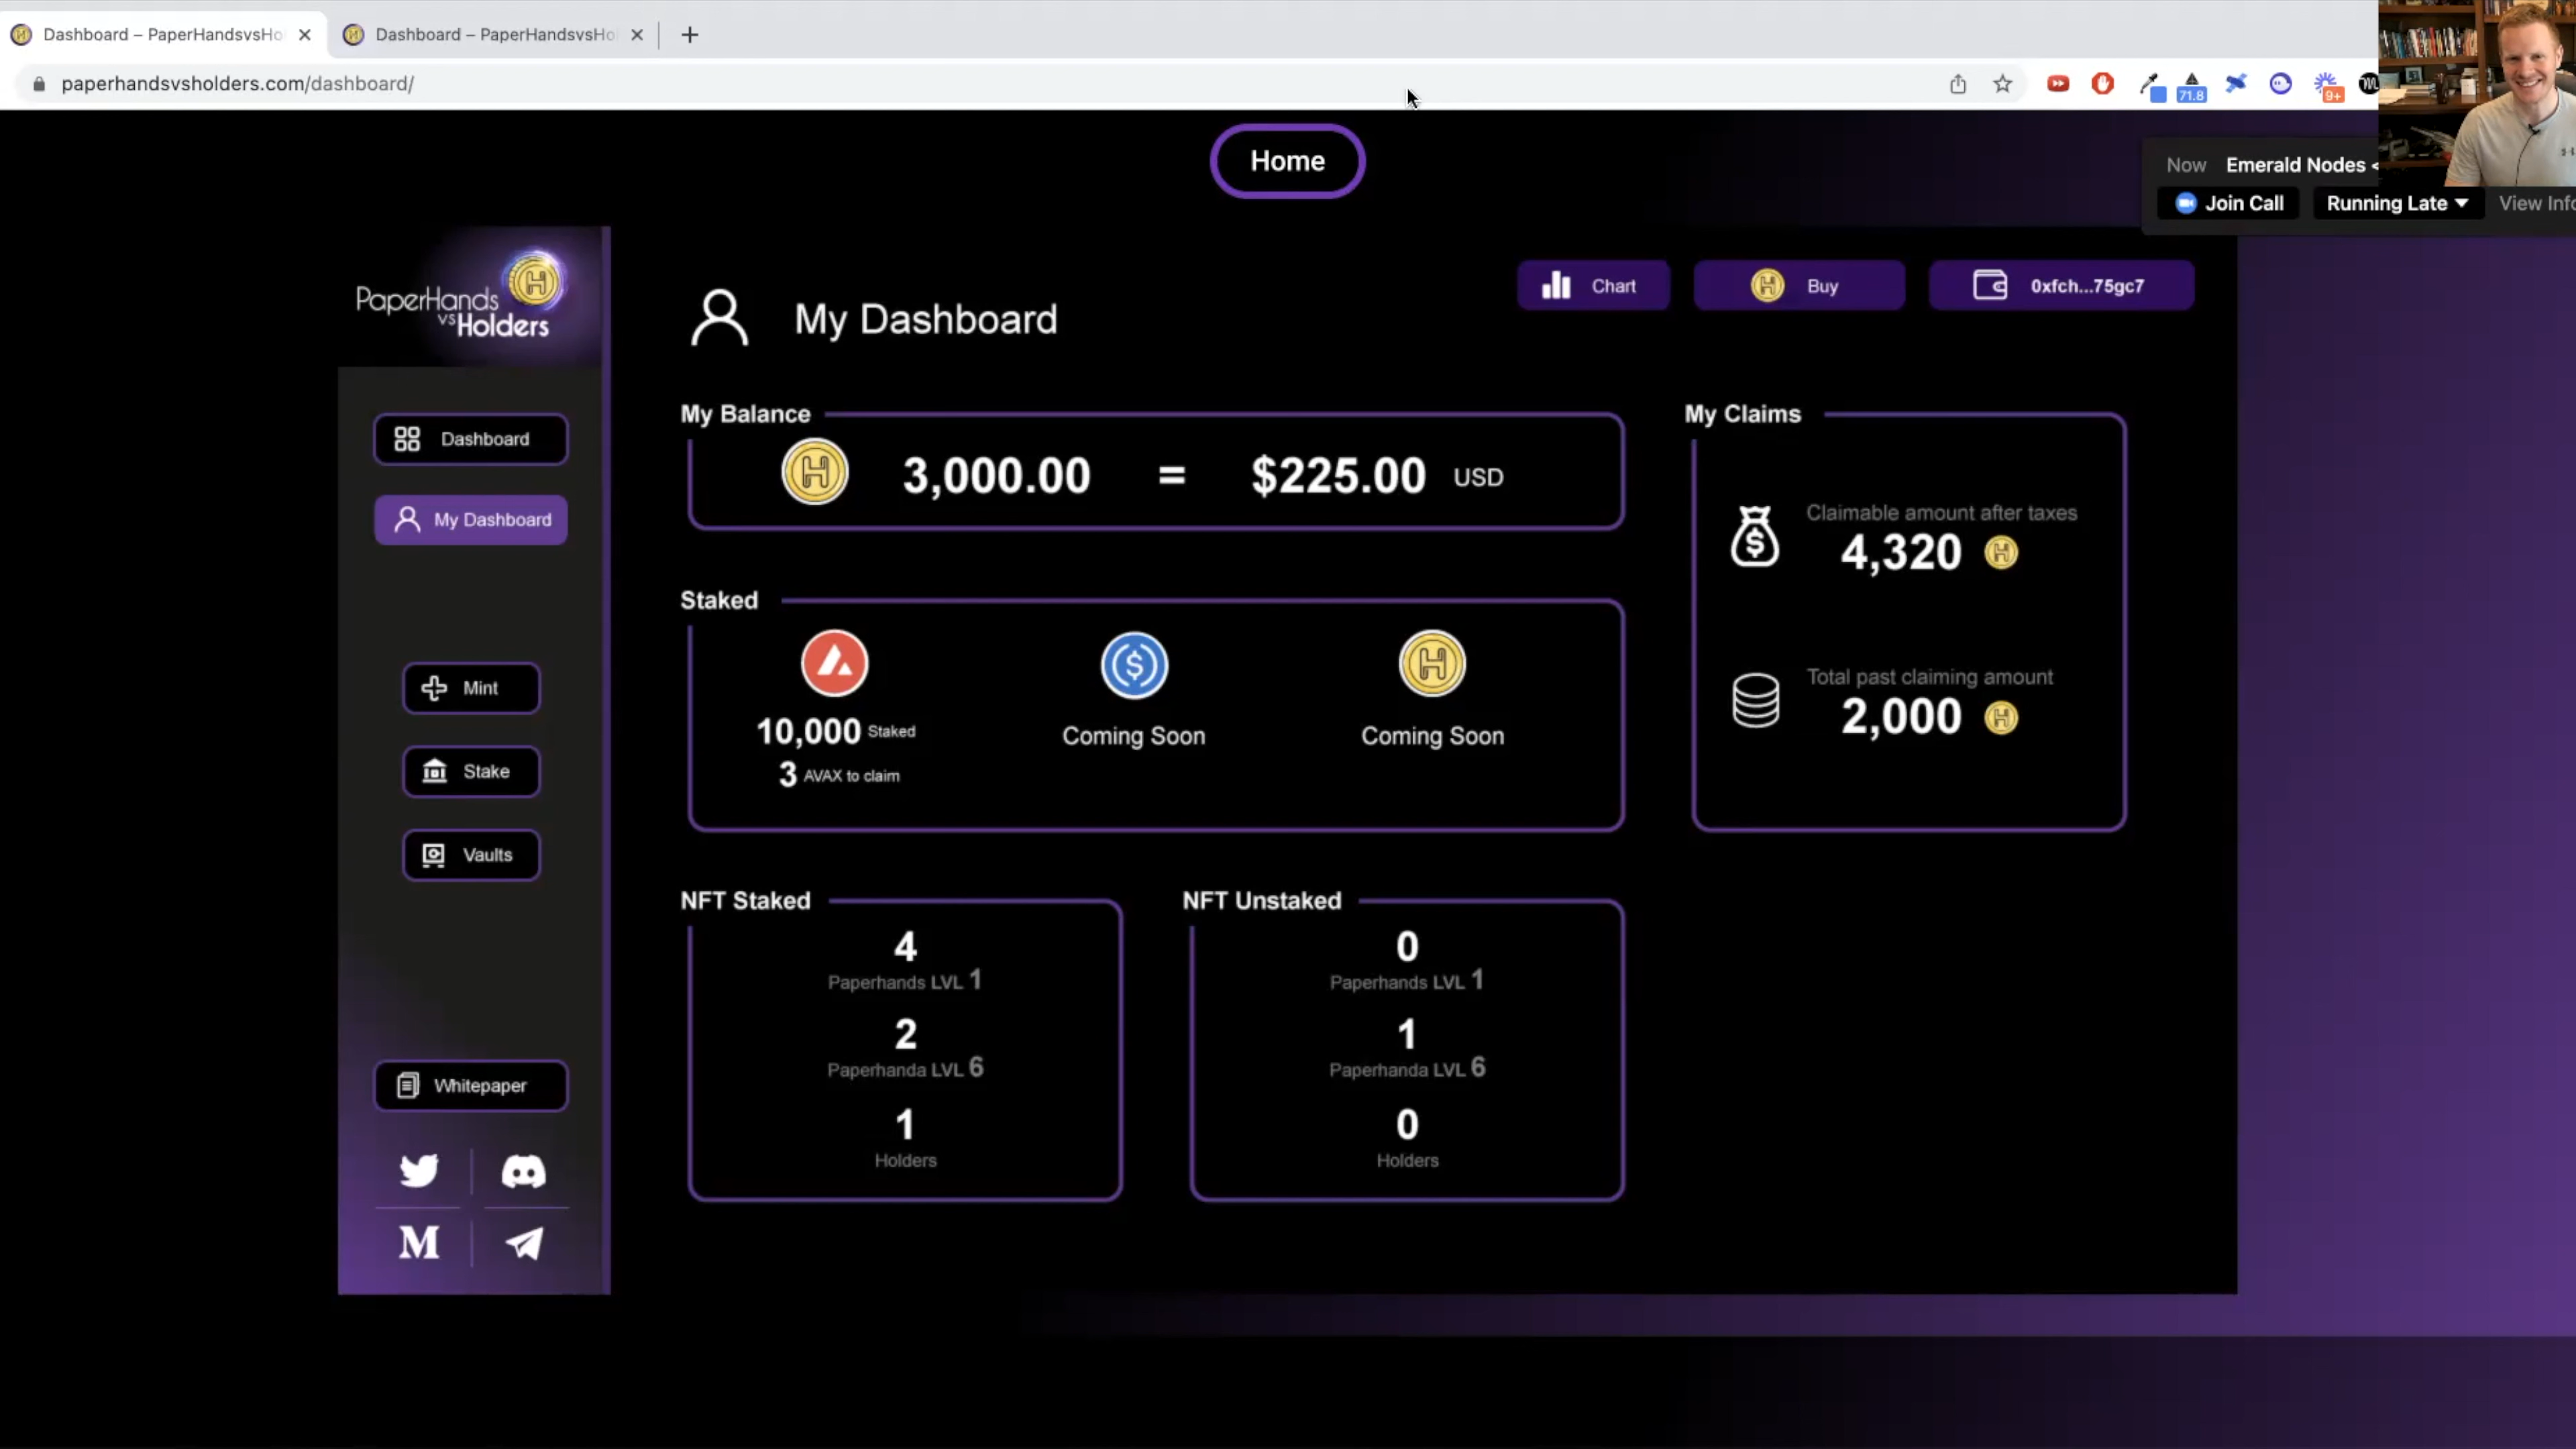 Dashboard – PaperHandsvsHo
Dashboard – PaperHandsvsHo
paperhandsvsholders.com/dashboard/
71.8
9+
Home
Now Emerald Nodes <
Join Call Running Late View Info
PaperHands
vs Holders
Dashboard
My Dashboard
Mint
Stake
Vaults
Whitepaper
M
My Dashboard
Chart
Buy
0xfch...75gc7
My Balance
3,000.00 = $225.00 USD
Staked
10,000 Staked
3 AVAX to claim
Coming Soon
Coming Soon
My Claims
Claimable amount after taxes
4,320
Total past claiming amount
2,000
NFT Staked
4
Paperhands LVL 1
2
Paperhanda LVL 6
1
Holders
NFT Unstaked
0
Paperhands LVL 1
1
Paperhanda LVL 6
0
Holders